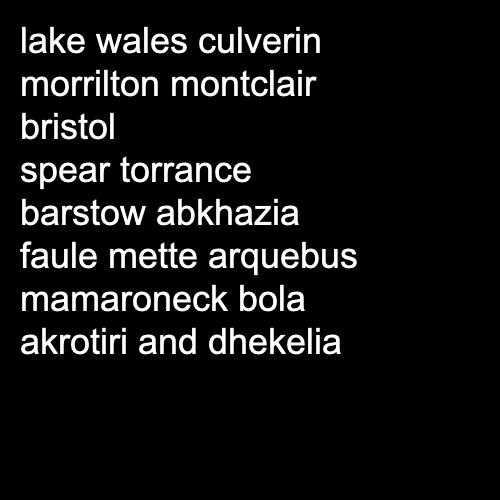 lake wales culverin
morrilton montclair
bristol
spear torrance
barstow abkhazia
faule mette arquebus
mamaroneck bola
akrotiri and dhekelia